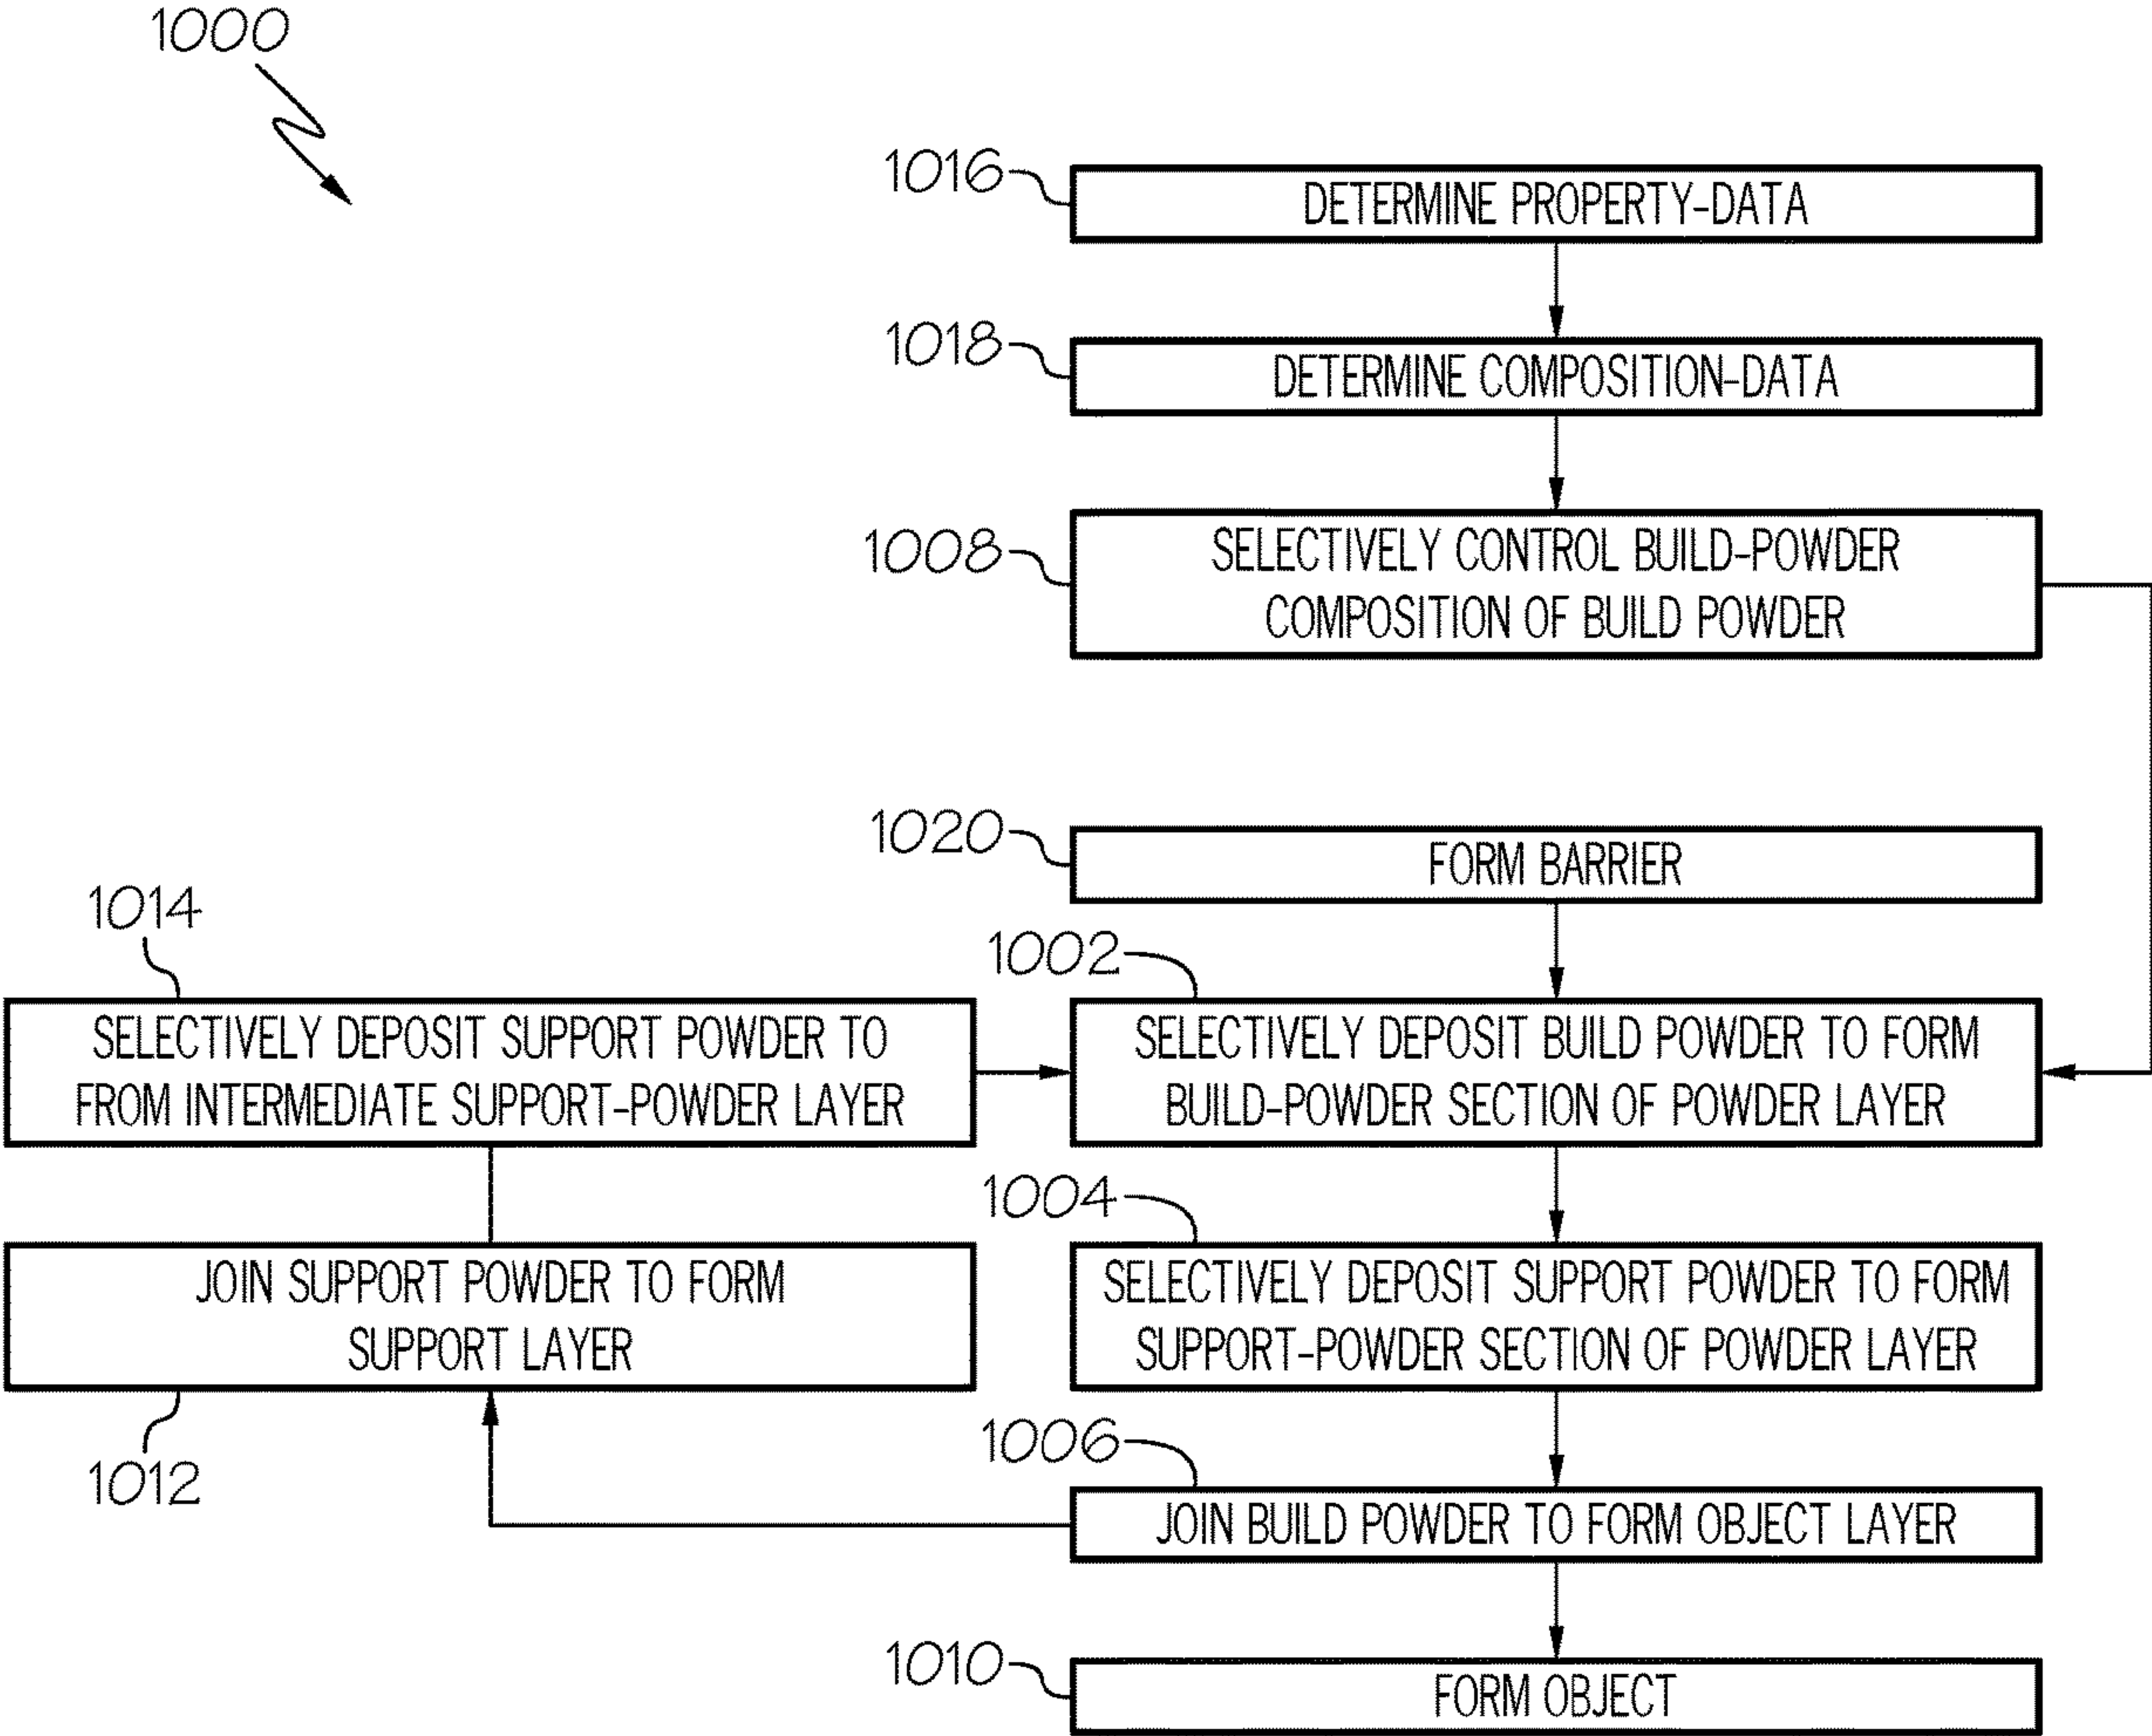 1000
1016
DETERMINE PROPERTY-DATA
1018
DETERMINE COMPOSITION-DATA
1008
SELECTIVELY CONTROL BUILD-POWDER
COMPOSITION OF BUILD POWDER
1020
FORM BARRIER
1014
SELECTIVELY DEPOSIT SUPPORT POWDER TO
FROM INTERMEDIATE SUPPORT-POWDER LAYER
1002
SELECTIVELY DEPOSIT BUILD POWDER TO FORM
BUILD-POWDER SECTION OF POWDER LAYER
1004
SELECTIVELY DEPOSIT SUPPORT POWDER TO FORM
SUPPORT-POWDER SECTION OF POWDER LAYER
JOIN SUPPORT POWDER TO FORM
SUPPORT LAYER
1012
1006
JOIN BUILD POWDER TO FORM OBJECT LAYER
1010
FORM OBJECT